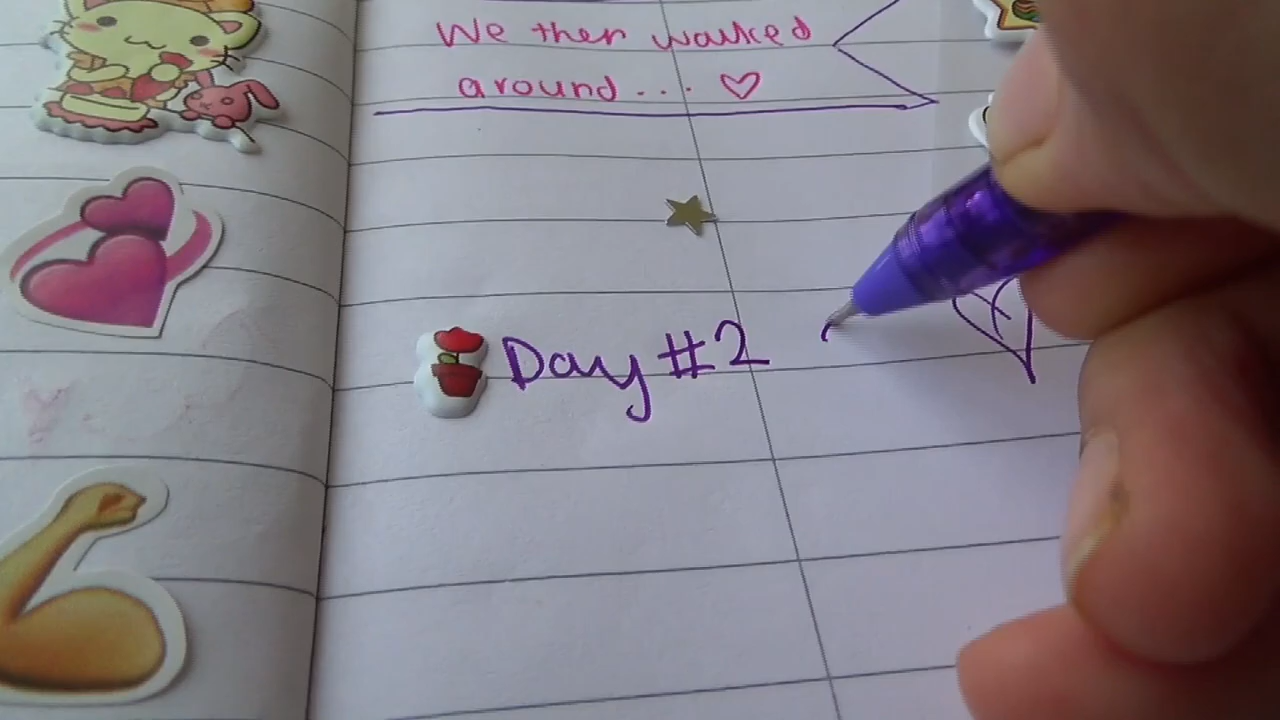 We then walked
around... ♡
Day #2